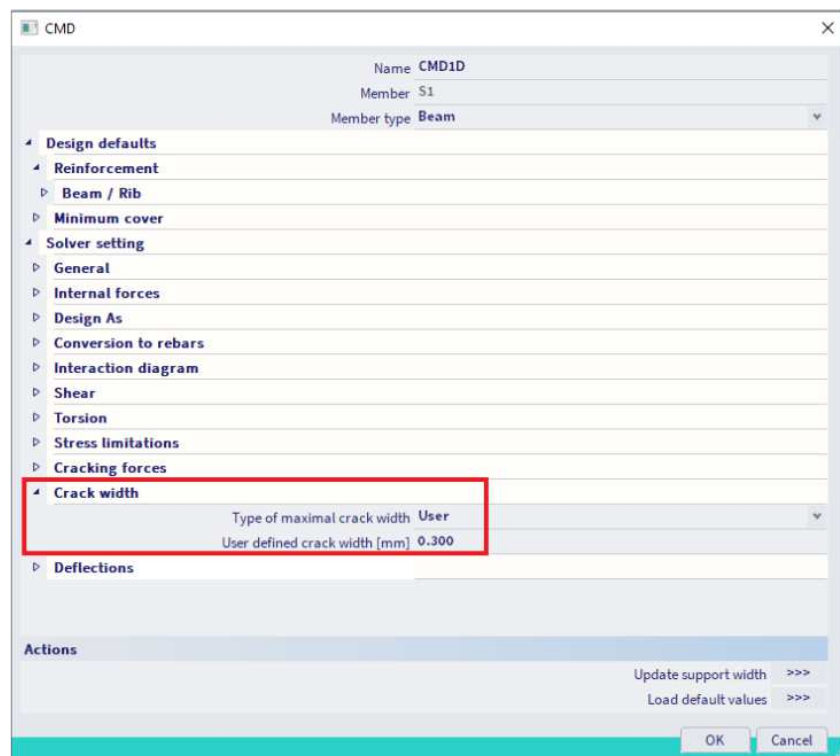 CMD
Name CMD1D
Member S1
Member type Beam
Design defaults
Reinforcement
Beam / Rib
Minimum cover
Solver setting
General
Internal forces
Design As
Conversion to rebars
Interaction diagram
Shear
Torsion
Stress limitations
Cracking forces
Crack width
Type of maximal crack width User
User defined crack width [mm] 0.300
Deflections
Actions
Update support width >>>
Load default values >>>
OK Cancel